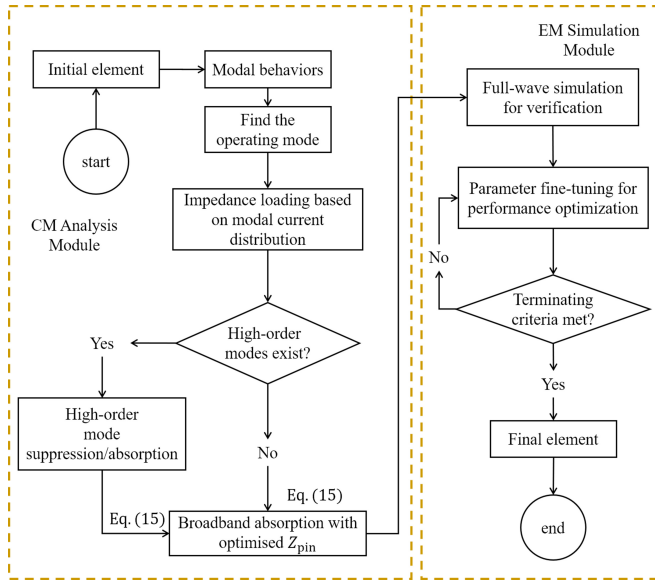 Initial element
Modal behaviors
Find the
operating mode
start
Impedance loading based
on modal current
distribution
CM Analysis
Module
High-order
modes exist?
Yes
High-order
mode
suppression/absorption
No
Eq. (15)
Eq. (15)
Broadband absorption with
optimised Zpin
EM Simulation
Module
Full-wave simulation
for verification
Parameter fine-tuning for
performance optimization
No
Terminating
criteria met?
Yes
Final element
end